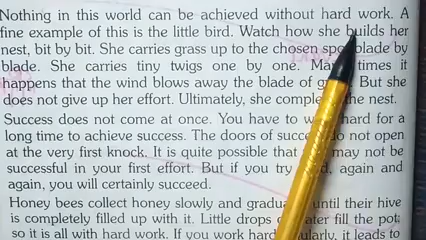 Nothing in this world can be achieved without hard work. A
fine example of this is the little bird. Watch how she builds her
nest, bit by bit. She carries grass up to the chosen spot blade by
blade. She carries tiny twigs one by one. Many times it
happens that the wind blows away the blade of But she
does not give up her effort. Ultimately, she the nest.
Success does not come at once. You have to hard for a
long time to achieve success. The doors of do not open
at the very first knock. It is quite possible that may not be
successful in your first effort. But if you try again and
again, you will certainly succeed.
Honey bees collect honey slowly and until their hive
is completely filled up with it. Little drops fill the pot;
so it is all with hard work. If you work hard it leads to